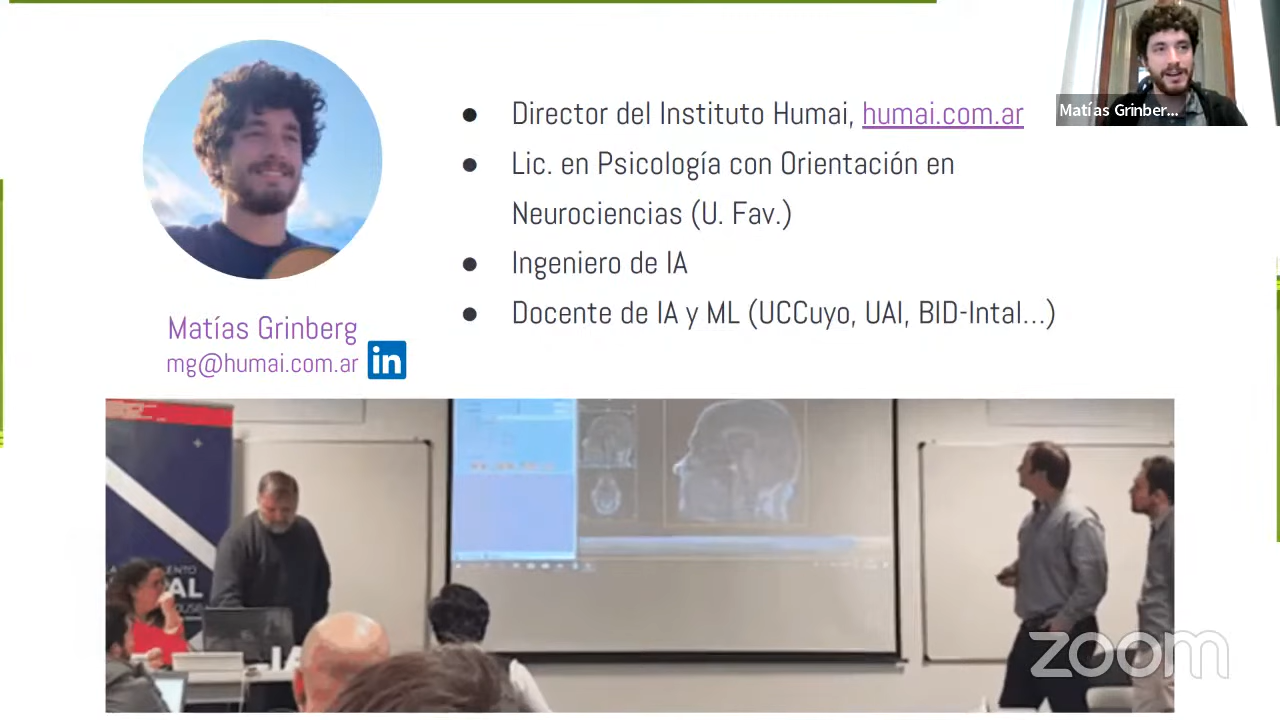 ● Director del Instituto Humai, humai.com.ar
● Lic. en Psicología con Orientación en
Neurociencias (U. Fav.)
● Ingeniero de IA
● Docente de IA y ML (UCCuyo, UAI, BID-Intal...)
Matías Grinber...
Matías Grinberg
mg@humai.com.ar in
IA
zoom